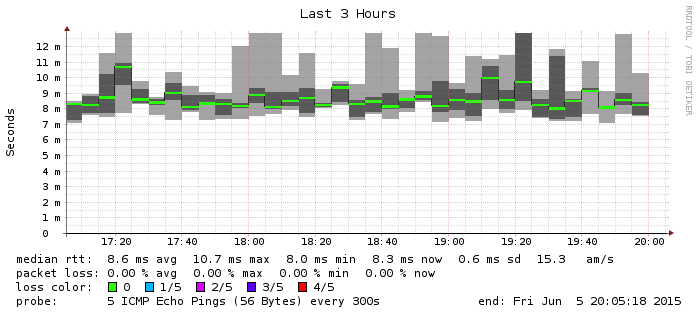 Last 3 Hours
RRDTOOL / TOBI OETIKER
Seconds
12 m
11 m
10 m
9 m
8 m
7 m
6 m
5 m
4 m
3 m
2 m
1 m
0
17:20 17:40 18:00 18:20 18:40 19:00 19:20 19:40 20:00
median rtt: 8.6 ms avg 10.7 ms max 8.0 ms min 8.3 ms now 0.6 ms sd 15.3 am/s
packet loss: 0.00 % avg 0.00 % max 0.00 % min 0.00 % now
loss color: 0 1/5 2/5 3/5 4/5
probe: 5 ICMP Echo Pings (56 Bytes) every 300s end: Fri Jun 5 20:05:18 2015